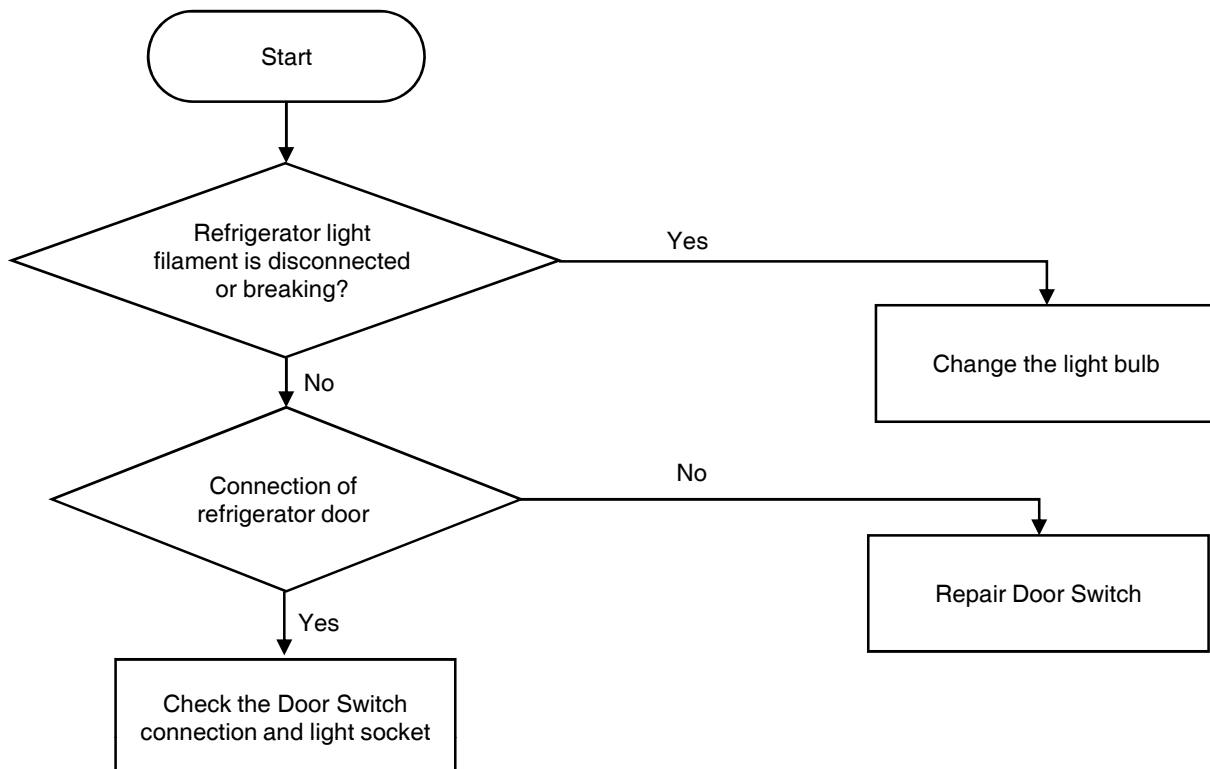 Start
Refrigerator light
filament is disconnected
or breaking?
Yes
Change the light bulb
No
Connection of
refrigerator door
No
Repair Door Switch
Yes
Check the Door Switch
connection and light socket